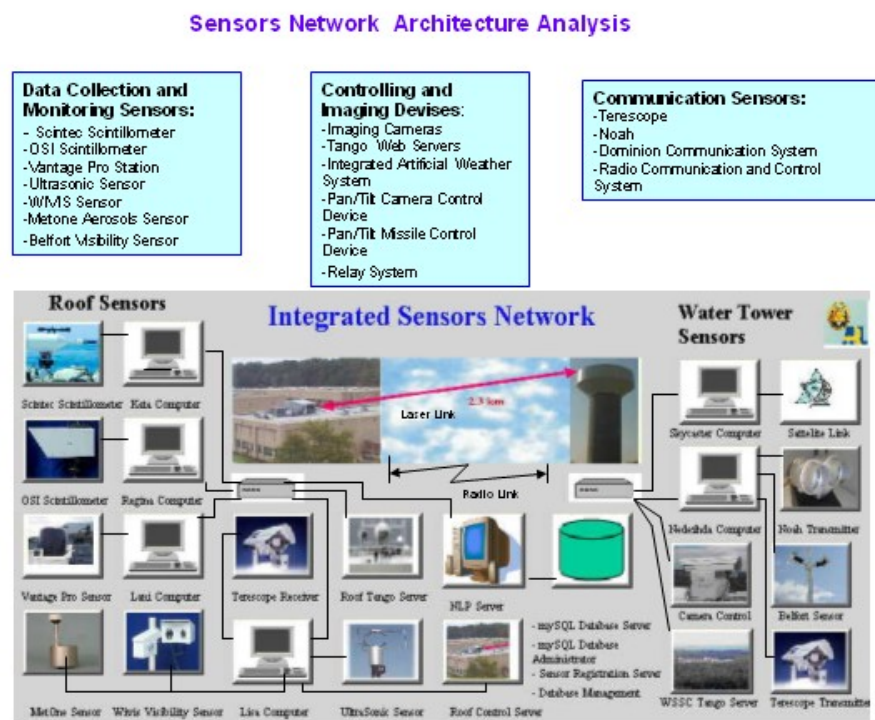 Sensors Network Architecture Analysis
Data Collection and
Monitoring Sensors:
- Scintec Scintillometer
-OSI Scintillometer
-Vantage Pro Station
-Ultrasonic Sensor
-WIVIS Sensor
-Metone Aerosols Sensor
-Belfort Visibility Sensor
Controlling and
Imaging Devises:
-Imaging Cameras
-Tango Web Servers
-Integrated Artificial Weather
System
-Pan/Tilt Camera Control
Device
-Pan/Tilt Missile Control
Device
-Relay System
Communication Sensors:
-Terescope
-Noah
-Dominion Communication System
-Radio Communication and Control
System
Roof Sensors
Integrated Sensors Network
Water Tower
Sensors
2.3 km
Laser Link
Radio Link
Scintec Scintillometer
Keta Computer
Skycaster Computer
Sattelite Link
OSI Scintillometer
Regina Computer
Nedeshda Computer
Noah Transmitter
Vantage Pro Sensor
Luni Computer
Terescope Receiver
Roof Tango Server
NLP Server
Camera Control
Belfort Sensor
- mySQL Database Server
- mySQL Database
Administrator
- Sensor Registration Server
- Database Management
MetOne Sensor
Wivis Visibility Sensor
Lisa Computer
UltraSonic Sensor
Roof Control Server
WSSC Tango Server
Terescope Transmitter